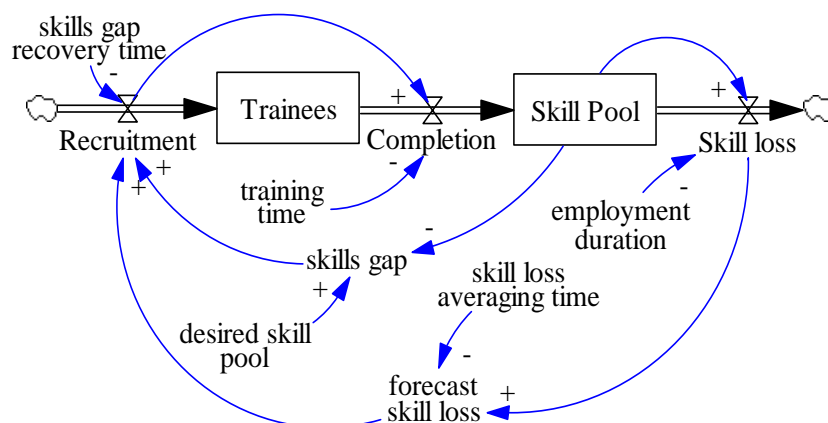 skills gap
recovery time
-
+
+
Trainees
Skill Pool
Recruitment
Completion
Skill loss
+
+
-
-
training
time
employment
duration
-
skills gap
+
skill loss
averaging time
desired skill
pool
-
forecast
skill loss
+